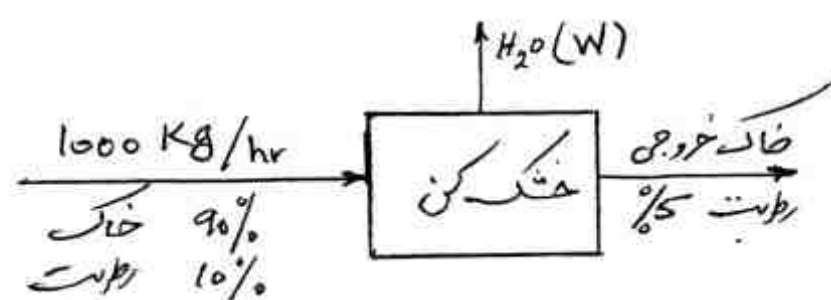 H₂O (W)
1000 Kg/hr
خاک 90%
رطوبت 10%
خشک کن
خاک خروجی
رطوبت 5%